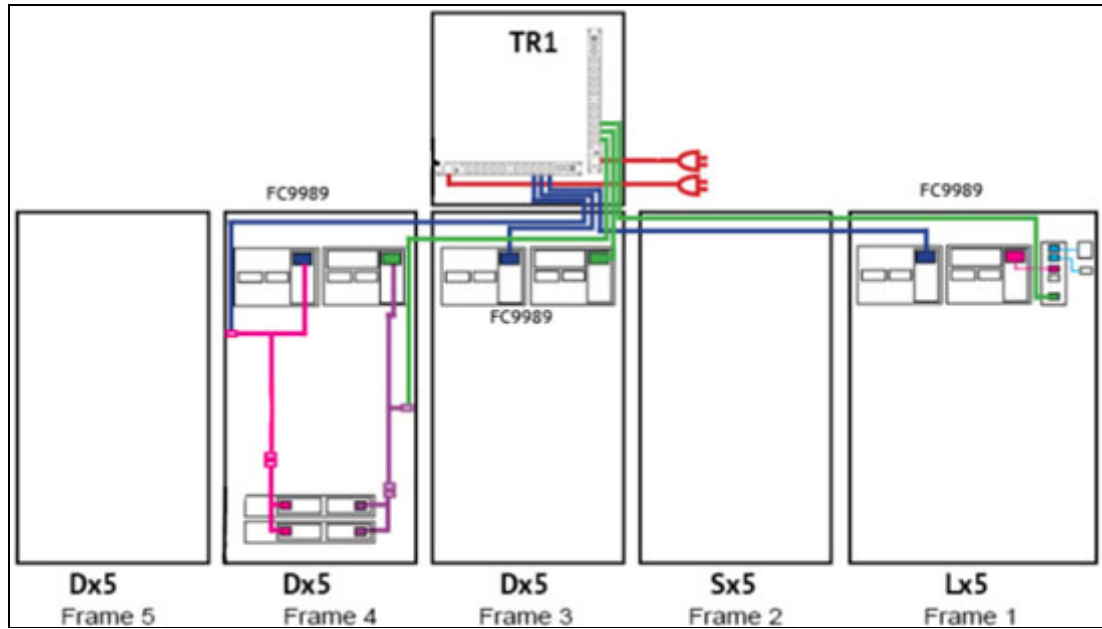 TR1
FC9989
FC9989
FC9989
Dx5
Dx5
Dx5
Sx5
Lx5
Frame 5
Frame 4
Frame 3
Frame 2
Frame 1